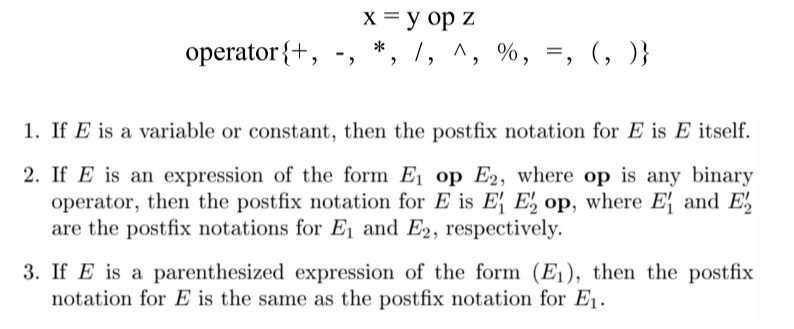 x = y op z
operator{+, -, *, /, ^, %, =, (, )}
1. If E is a variable or constant, then the postfix notation for E is E itself.
2. If E is an expression of the form E₁ op E₂, where op is any binary
operator, then the postfix notation for E is E′₁ E′₂ op, where E′₁ and E′₂
are the postfix notations for E₁ and E₂, respectively.
3. If E is a parenthesized expression of the form (E₁), then the postfix
notation for E is the same as the postfix notation for E₁.